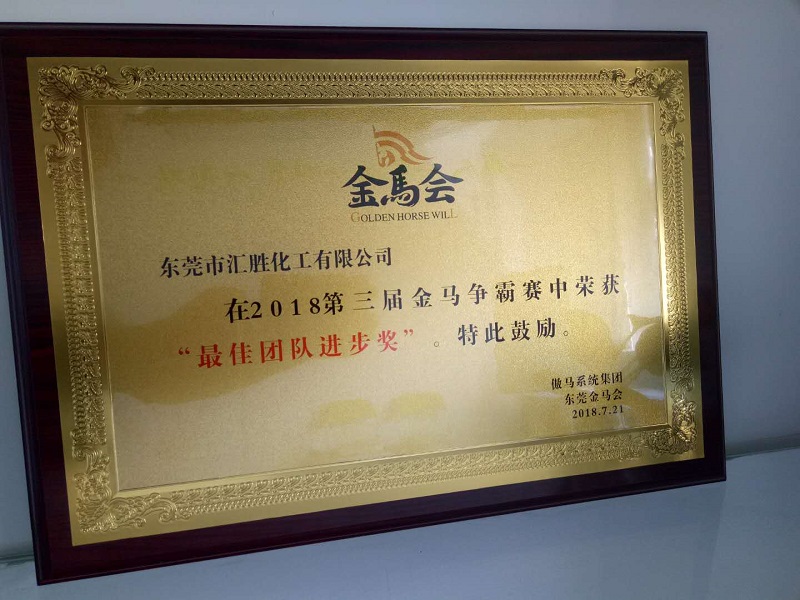 金馬会
GOLDEN HORSE WILL
东莞市汇胜化工有限公司
在2018第三届金马争霸赛中荣获
“最佳团队进步奖”。特此鼓励。
傲马系统集团
东莞金马会
2018.7.21